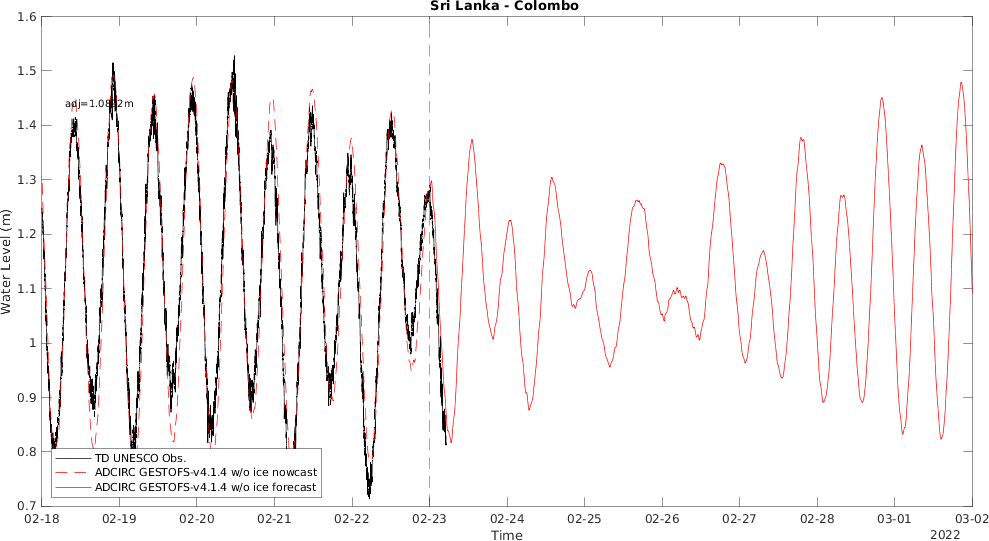 Sri Lanka - Colombo
1.6
1.5
1.4
1.3
1.2
1.1
1
0.9
0.8
0.7
Water Level (m)
TD UNESCO Obs.
ADCIRC GESTOFS-v4.1.4 w/o ice nowcast
ADCIRC GESTOFS-v4.1.4 w/o ice forecast
02-18 02-19 02-20 02-21 02-22 02-23 02-24 02-25 02-26 02-27 02-28 03-01 03-02
Time
2022